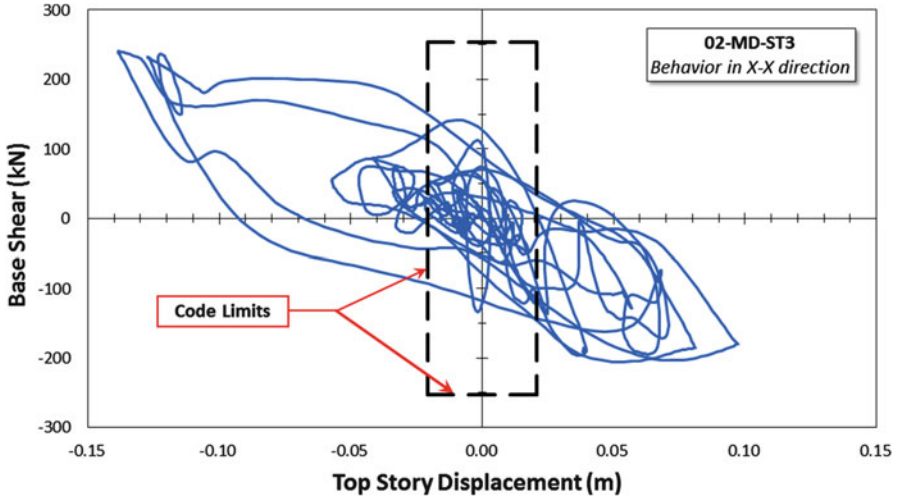 300
200
100
0
-100
-200
-300
Base Shear (kN)
02-MD-ST3
Behavior in X-X direction
Code Limits
-0.15
-0.10
-0.05
0.00
0.05
0.10
0.15
Top Story Displacement (m)